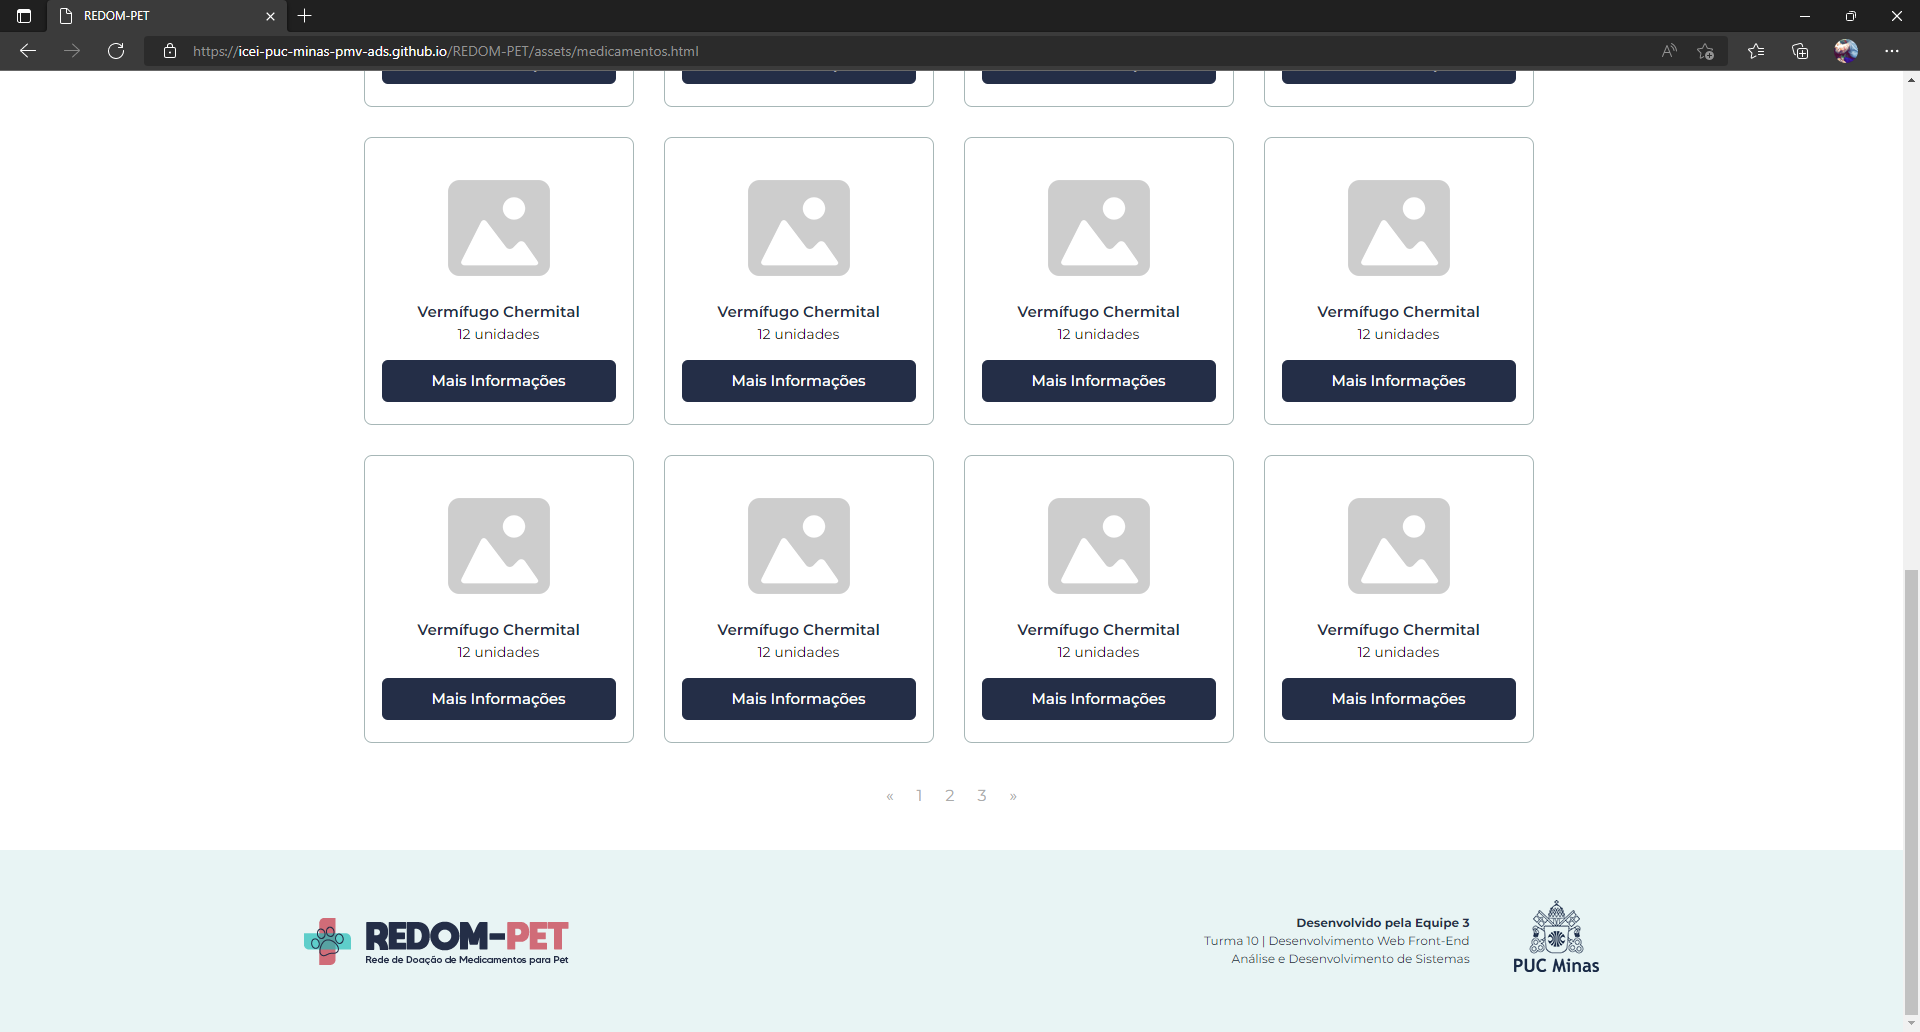 REDOM-PET
https://icei-puc-minas-pmv-ads.github.io/REDOM-PET/assets/medicamentos.html
Vermífugo Chermital Vermífugo Chermital Vermífugo Chermital Vermífugo Chermital
12 unidades 12 unidades 12 unidades 12 unidades
Mais Informações Mais Informações Mais Informações Mais Informações
Vermífugo Chermital Vermífugo Chermital Vermífugo Chermital Vermífugo Chermital
12 unidades 12 unidades 12 unidades 12 unidades
Mais Informações Mais Informações Mais Informações Mais Informações
« 1 2 3 »
REDOM-PET
Rede de Doação de Medicamentos para Pet
Desenvolvido pela Equipe 3
Turma 10 | Desenvolvimento Web Front-End
Análise e Desenvolvimento de Sistemas
PUC Minas